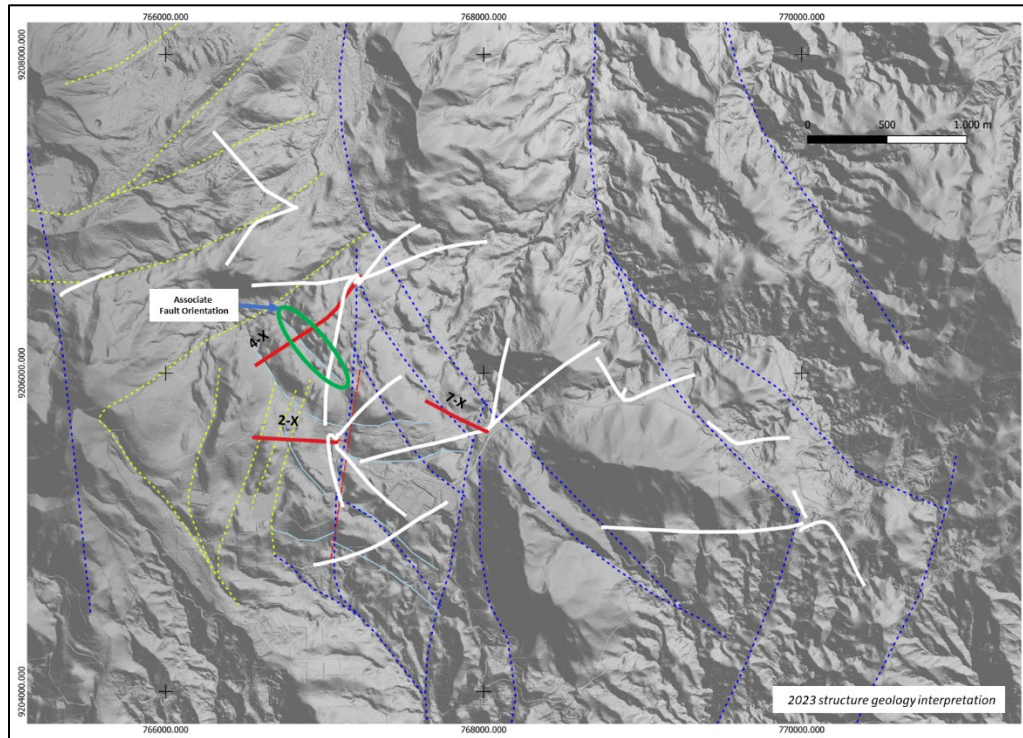 766000.000
768000.000
770000.000
9208000.000
0
500
1.000 m
Associate
Fault Orientation
4-X
9206000.000
7-X
2-X
9204000.000
2023 structure geology interpretation
766000.000
768000.000
770000.000